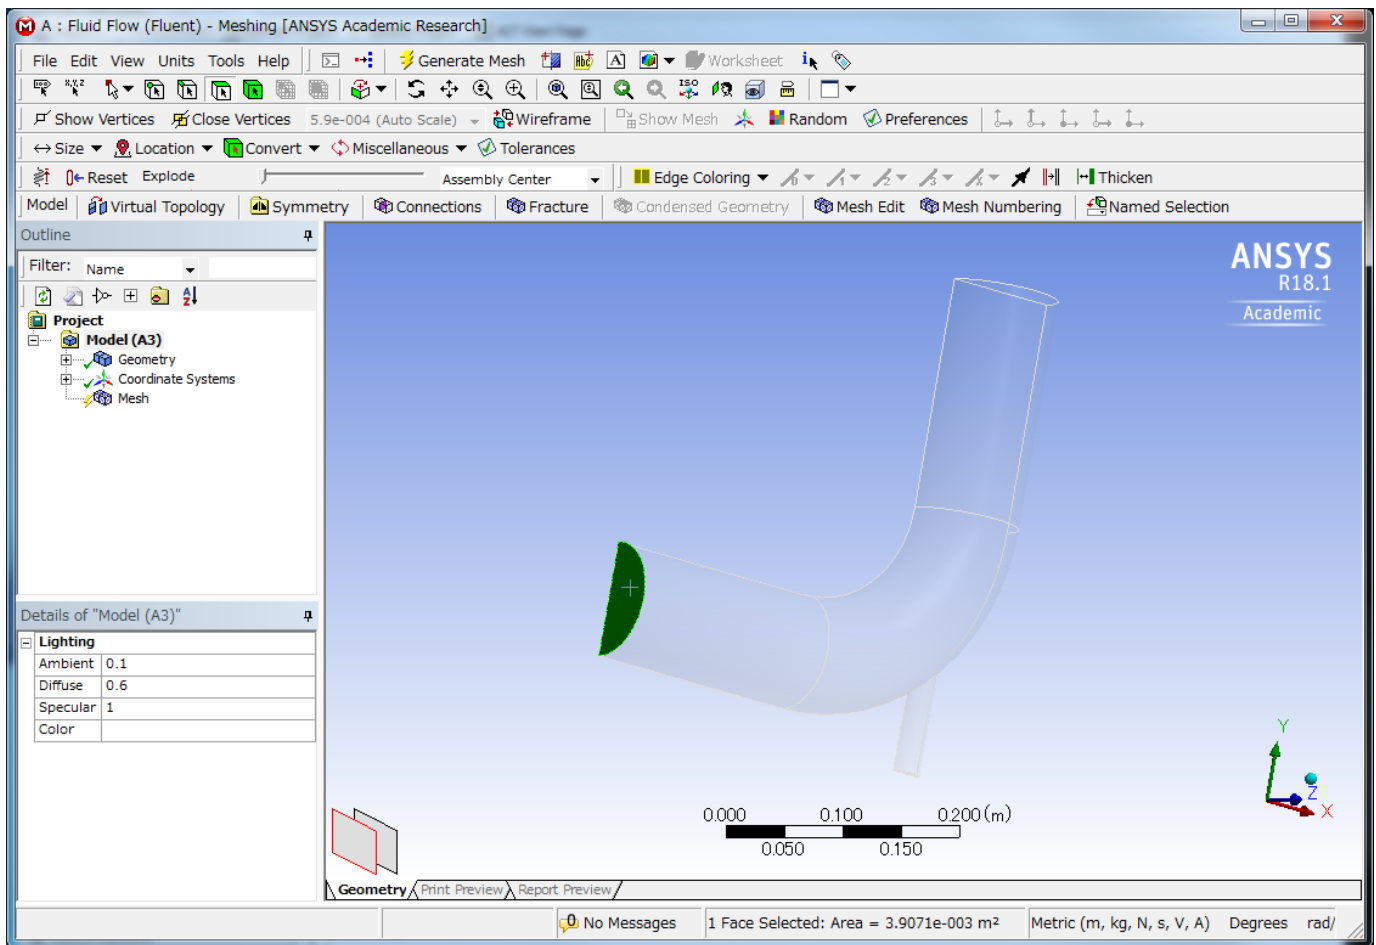 A : Fluid Flow (Fluent) - Meshing [ANSYS Academic Research]
File Edit View Units Tools Help Generate Mesh A Worksheet
Show Vertices Close Vertices 5.9e-004 (Auto Scale) Wireframe Show Mesh Random Preferences
Size Location Convert Miscellaneous Tolerances
Reset Explode Assembly Center Edge Coloring Thicken
Model Virtual Topology Symmetry Connections Fracture Condensed Geometry Mesh Edit Mesh Numbering Named Selection
Outline
Filter: Name
Project
Model (A3)
Geometry
Coordinate Systems
Mesh
Details of "Model (A3)"
Lighting
Ambient 0.1
Diffuse 0.6
Specular 1
Color
ANSYS
R18.1
Academic
Y
Z
X
0.000 0.100 0.200 (m)
0.050 0.150
Geometry Print Preview Report Preview
No Messages 1 Face Selected: Area = 3.9071e-003 m² Metric (m, kg, N, s, V, A) Degrees rad/